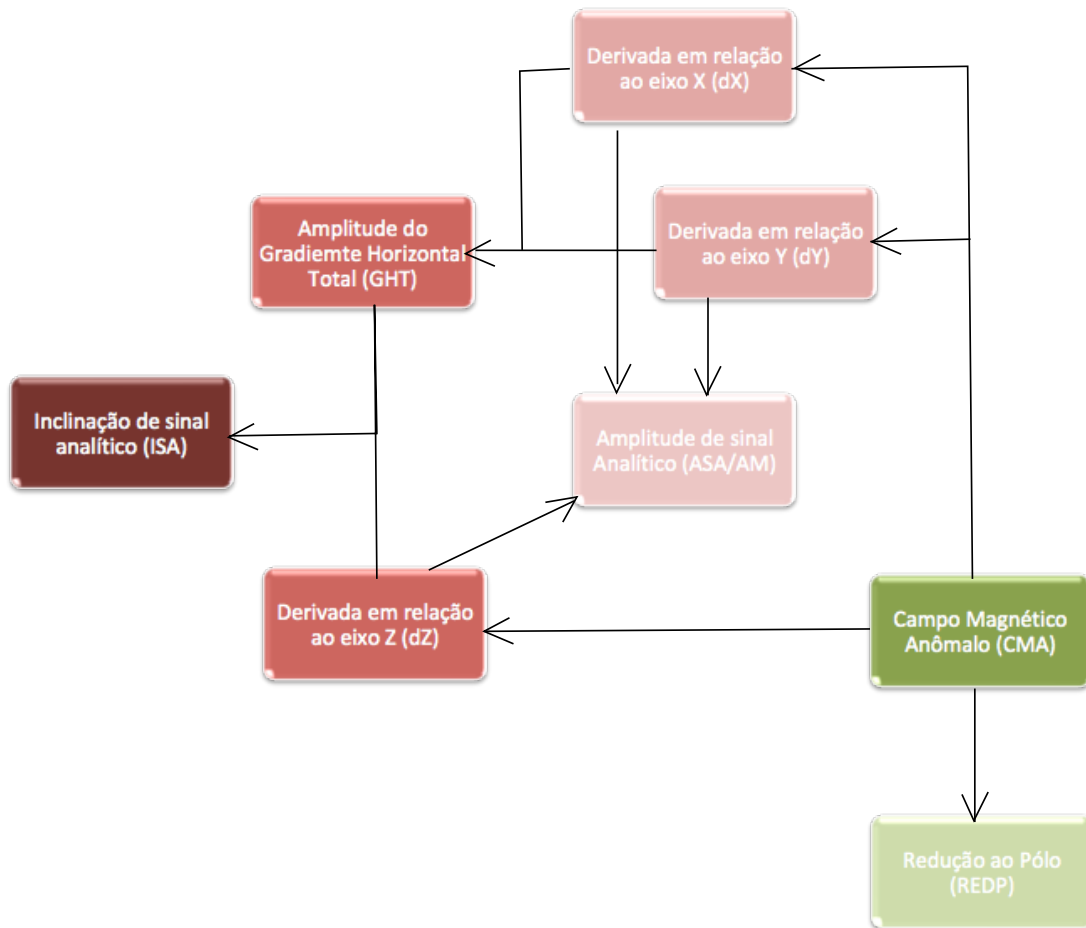 Derivada em relação
ao eixo X (dX)
Amplitude do
Gradiemte Horizontal
Total (GHT)
Derivada em relação
ao eixo Y (dY)
Inclinação de sinal
analítico (ISA)
Amplitude de sinal
Analítico (ASA/AM)
Derivada em relação
ao eixo Z (dZ)
Campo Magnético
Anômalo (CMA)
Redução ao Pólo
(REDP)